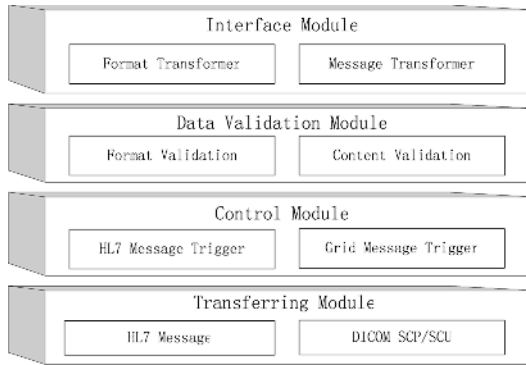 Interface Module
Format Transformer
Message Transformer
Data Validation Module
Format Validation
Content Validation
Control Module
HL7 Message Trigger
Grid Message Trigger
Transferring Module
HL7 Message
DICOM SCP/SCU